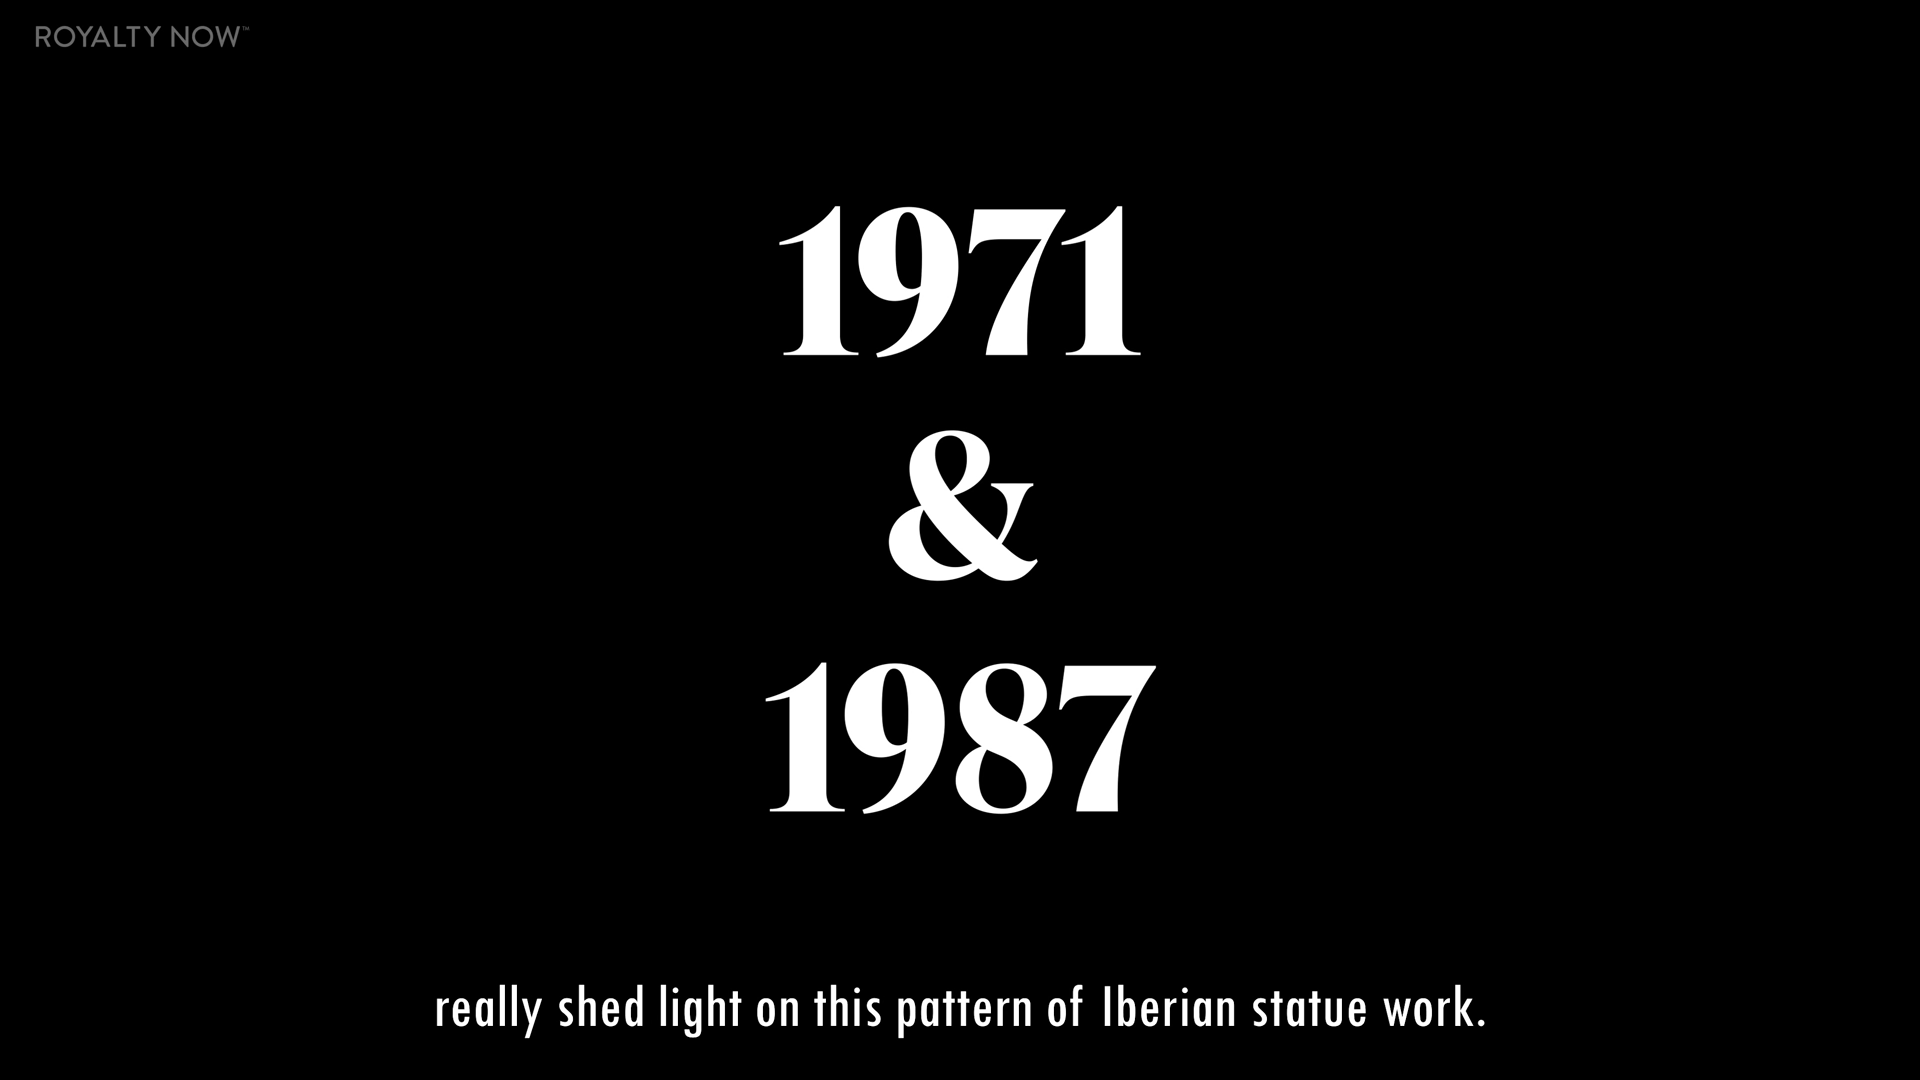 ROYALTY NOW™
1971
&
1987
really shed light on this pattern of Iberian statue work.